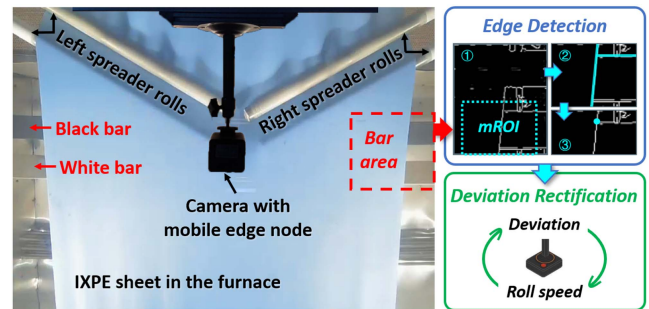 Left spreader rolls
Right spreader rolls
Black bar
White bar
Camera with
mobile edge node
IXPE sheet in the furnace
Bar
area
Edge Detection
①
②
mROI
③
Deviation Rectification
Deviation
Roll speed